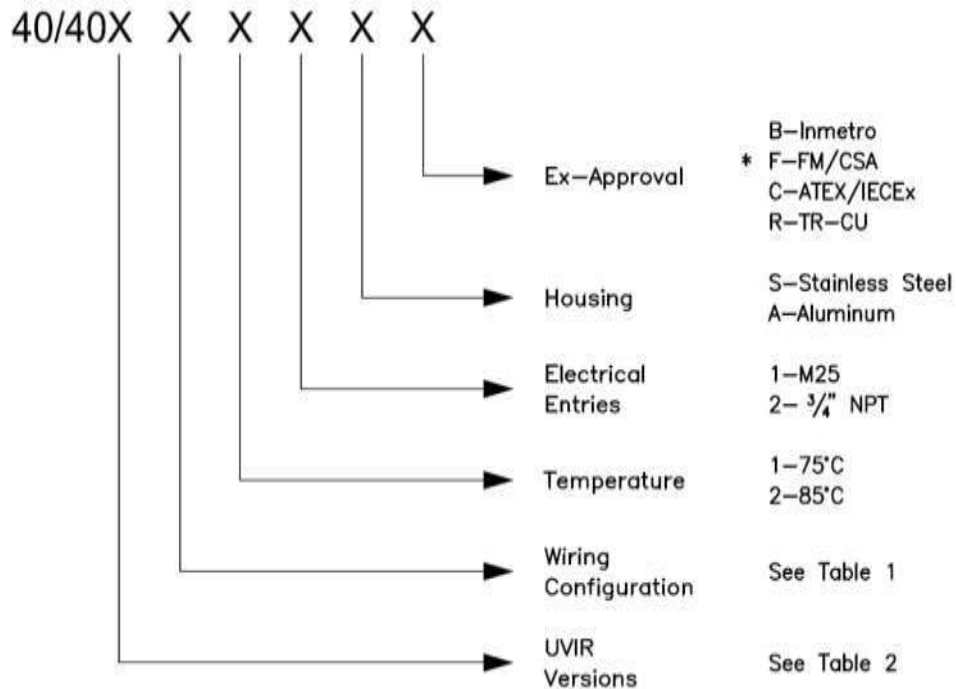 40/40X X X X X X
Ex-Approval
B-Inmetro
* F-FM/CSA
C-ATEX/IECEx
R-TR-CU
Housing
S-Stainless Steel
A-Aluminum
Electrical
Entries
1-M25
2- 3/4" NPT
Temperature
1-75°C
2-85°C
Wiring
Configuration
See Table 1
UVIR
Versions
See Table 2